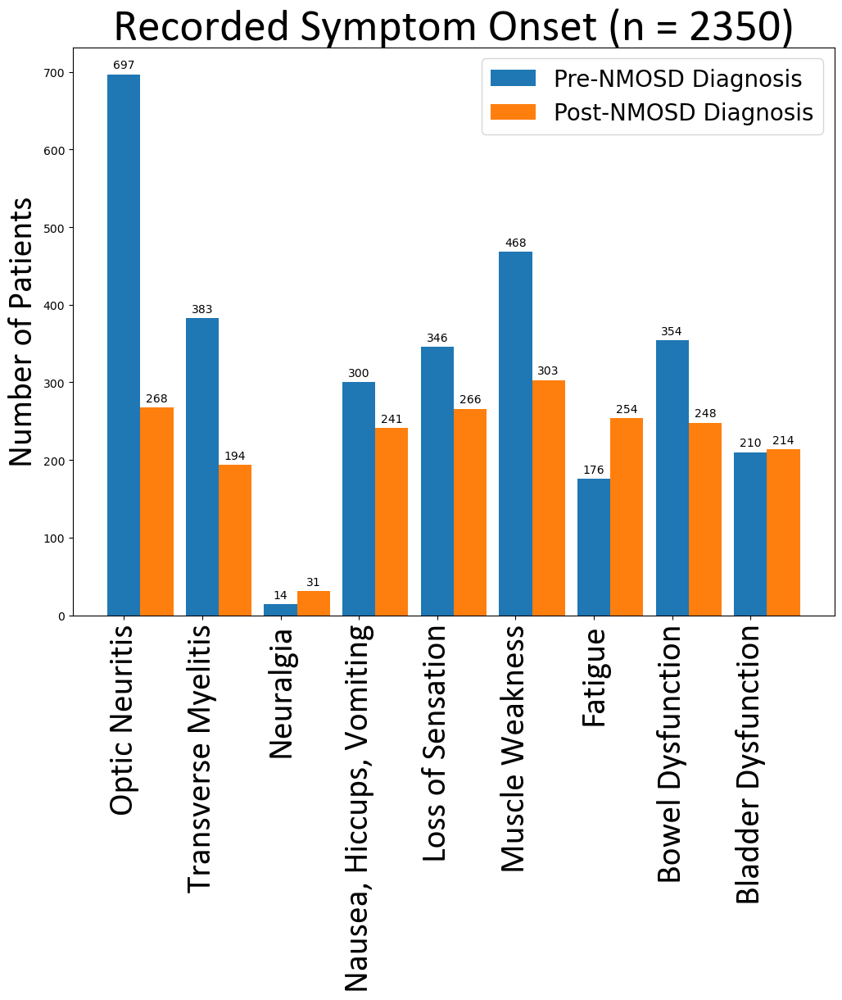 Recorded Symptom Onset (n = 2350)
Pre-NMOSD Diagnosis
Post-NMOSD Diagnosis
Number of Patients
700
600
500
400
300
200
100
0
697
268
383
194
14
31
300
241
346
266
468
303
176
254
354
248
210
214
Optic Neuritis
Transverse Myelitis
Neuralgia
Nausea, Hiccups, Vomiting
Loss of Sensation
Muscle Weakness
Fatigue
Bowel Dysfunction
Bladder Dysfunction